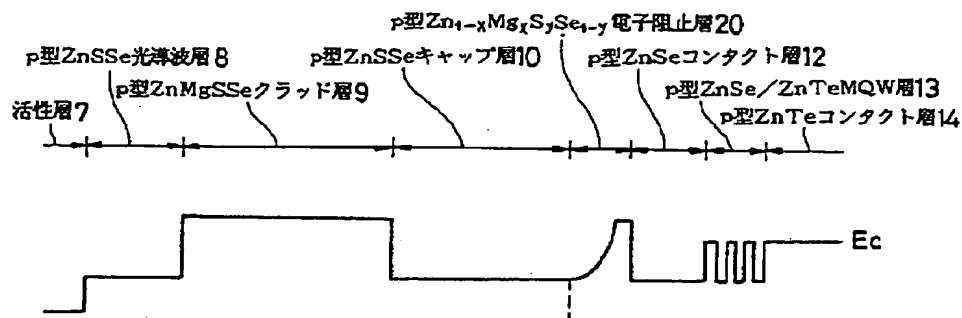 p型Zn₁₋ₓMgₓSᵧSe₁₋ᵧ電子阻止層20
p型ZnSSe光導波層8
p型ZnSSeキャップ層10
p型ZnSeコンタクト層12
p型ZnMgSSeクラッド層9
p型ZnSe／ZnTeMQW層13
活性層7
p型ZnTeコンタクト層14
Ec